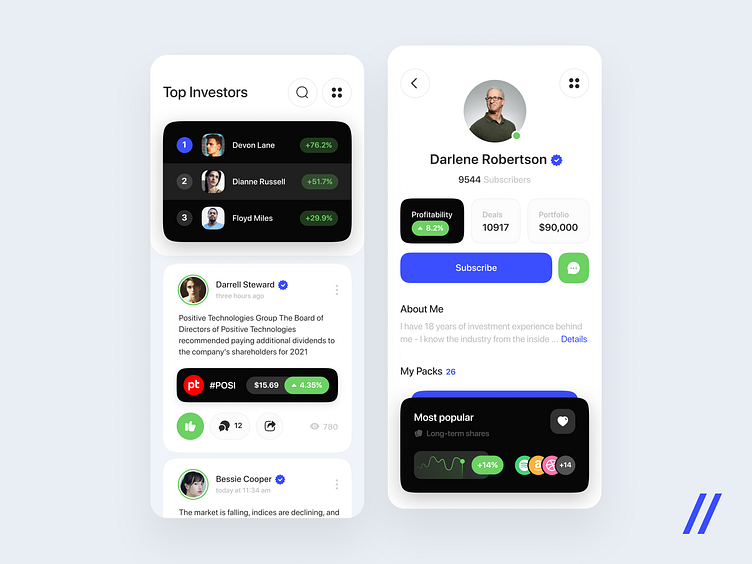 Top Investors
1
Devon Lane
+76.2%
2
Dianne Russell
+51.7%
3
Floyd Miles
+29.9%
Darrell Steward
three hours ago
Positive Technologies Group The Board of
Directors of Positive Technologies
recommended paying additional dividends to
the company's shareholders for 2021
pt
#POSI
$15.69
4.35%
12
780
Bessie Cooper
today at 11:34 am
The market is falling, indices are declining, and
Darlene Robertson
9544 Subscribers
Profitability
8.2%
Deals
10917
Portfolio
$90,000
Subscribe
About Me
I have 18 years of investment experience behind
me - I know the industry from the inside ... Details
My Packs 26
Most popular
Long-term shares
+14%
a
+14